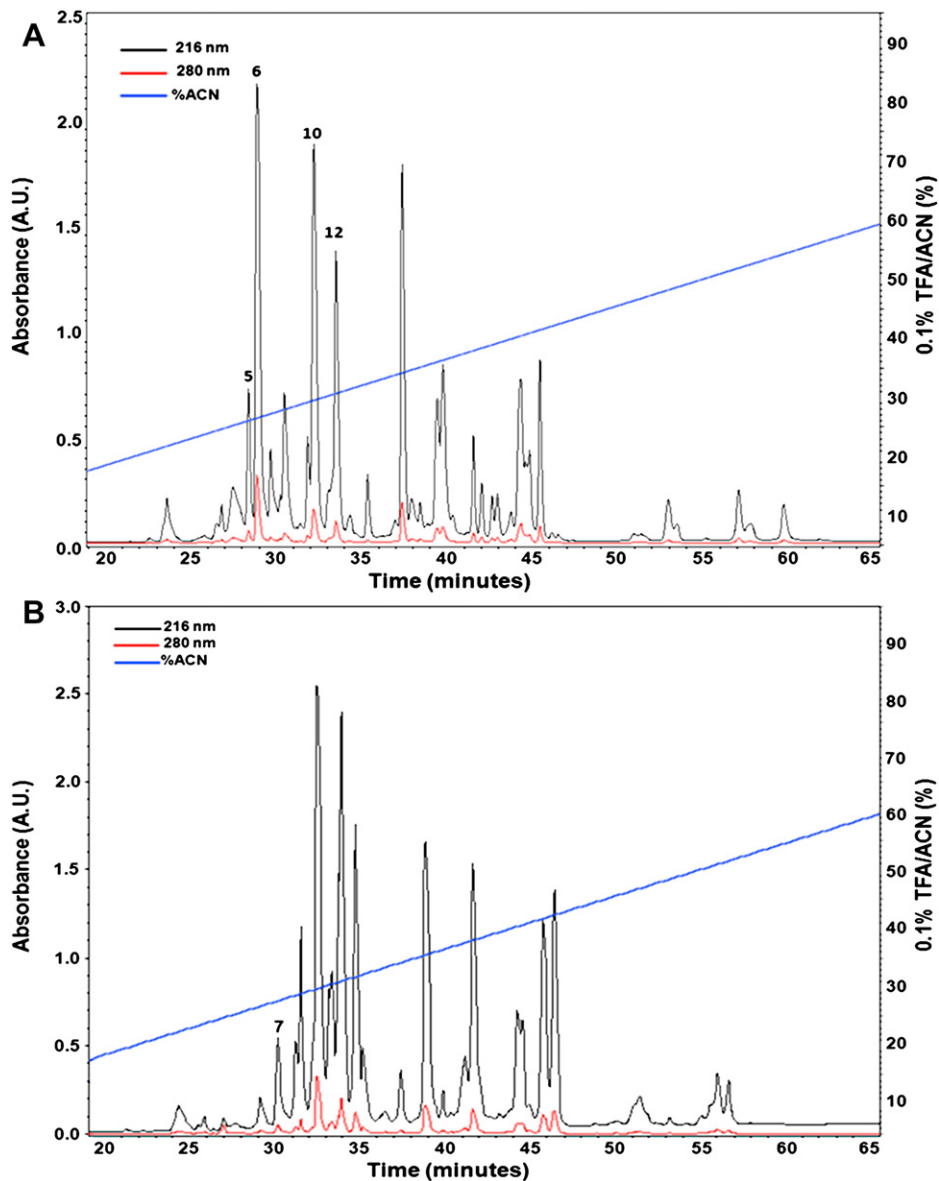 A
216 nm
280 nm
%ACN
5
6
10
12
2.5
2.0
1.5
1.0
0.5
0.0
Absorbance (A.U.)
90
80
70
60
50
40
30
20
10
0.1% TFA/ACN (%)
20 25 30 35 40 45 50 55 60 65
Time (minutes)
B
216 nm
280 nm
%ACN
7
3.0
2.5
2.0
1.5
1.0
0.5
0.0
Absorbance (A.U.)
90
80
70
60
50
40
30
20
10
0.1% TFA/ACN (%)
20 25 30 35 40 45 50 55 60 65
Time (minutes)